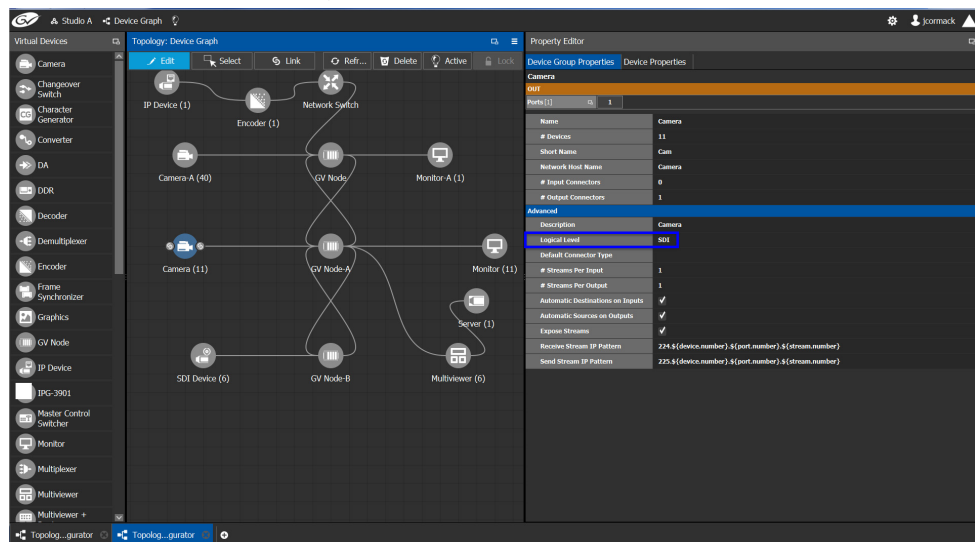 GV Studio A Device Graph jcormack
Virtual Devices
Camera
Changeover
Switch
CG Character
Generator
Converter
DA
DDR
Decoder
Demultiplexer
Encoder
Frame
Synchronizer
Graphics
GV Node
IP Device
IPG-3901
Master Control
Switcher
Monitor
Multiplexer
Multiviewer
Multiviewer +
Topology: Device Graph
Edit Select Link Refr... Delete Active Lock
IP Device (1)
Encoder (1)
Network Switch
Camera-A (40)
GV Node
Monitor-A (1)
Camera (11)
GV Node-A
Monitor (11)
Server (1)
SDI Device (6)
GV Node-B
Multiviewer (6)
Property Editor
Device Group Properties Device Properties
Camera
OUT
Ports [1] 1
Name Camera
# Devices 11
Short Name Cam
Network Host Name Camera
# Input Connectors 0
# Output Connectors 1
Advanced
Description Camera
Logical Level SDI
Default Connector Type
# Streams Per Input 1
# Streams Per Output 1
Automatic Destinations on Inputs
Automatic Sources on Outputs
Expose Streams
Receive Stream IP Pattern 224.${device.number}.${port.number}.${stream.number}
Send Stream IP Pattern 225.${device.number}.${port.number}.${stream.number}
Topolog...gurator Topolog...gurator